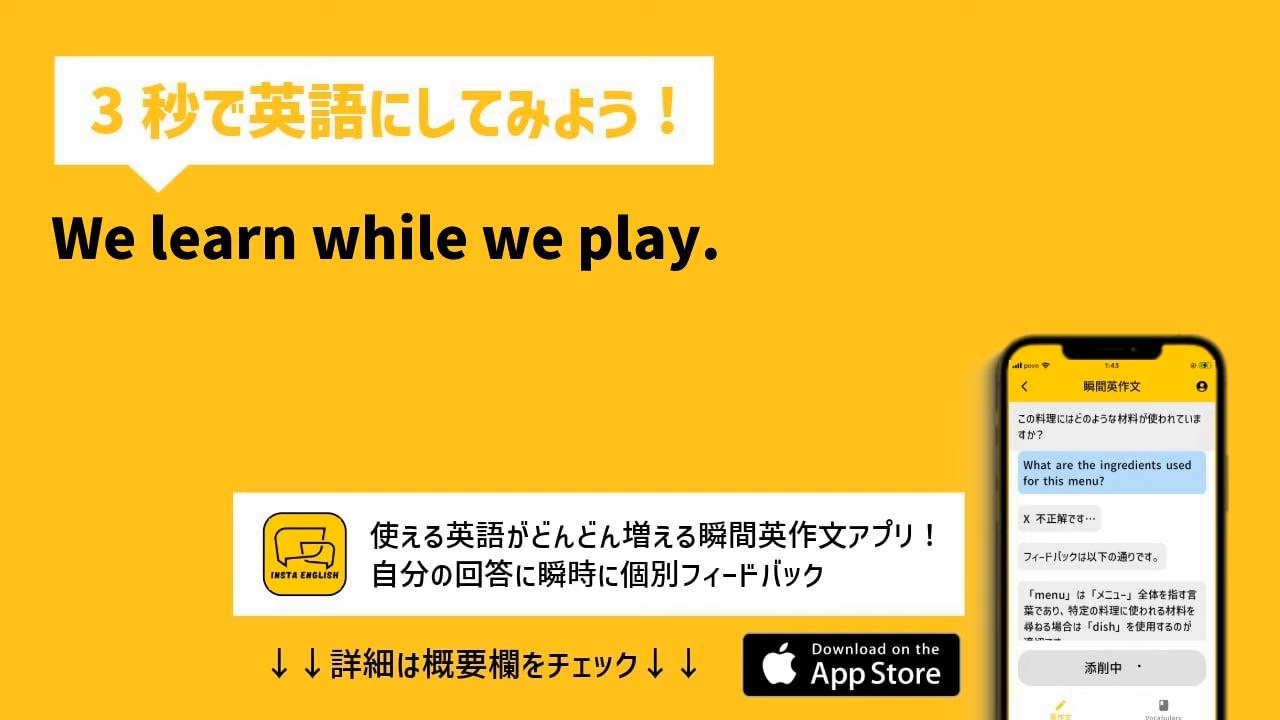 3秒で英語にしてみよう！
We learn while we play.
使える英語がどんどん増える瞬間英作文アプリ！
自分の回答に瞬時に個別フィードバック
INSTA ENGLISH
↓↓詳細は概要欄をチェック↓↓
Download on the
App Store
povo
1:43
瞬間英作文
この料理にはどのような材料が使われていま
すか？
What are the ingredients used
for this menu?
X 不正解です…
フィードバックは以下の通りです。
「menu」は「メニュー」全体を指す言
葉であり、特定の料理に使われる材料を
尋ねる場合は「dish」を使用するのが
添削中
英作文
Vocabulary